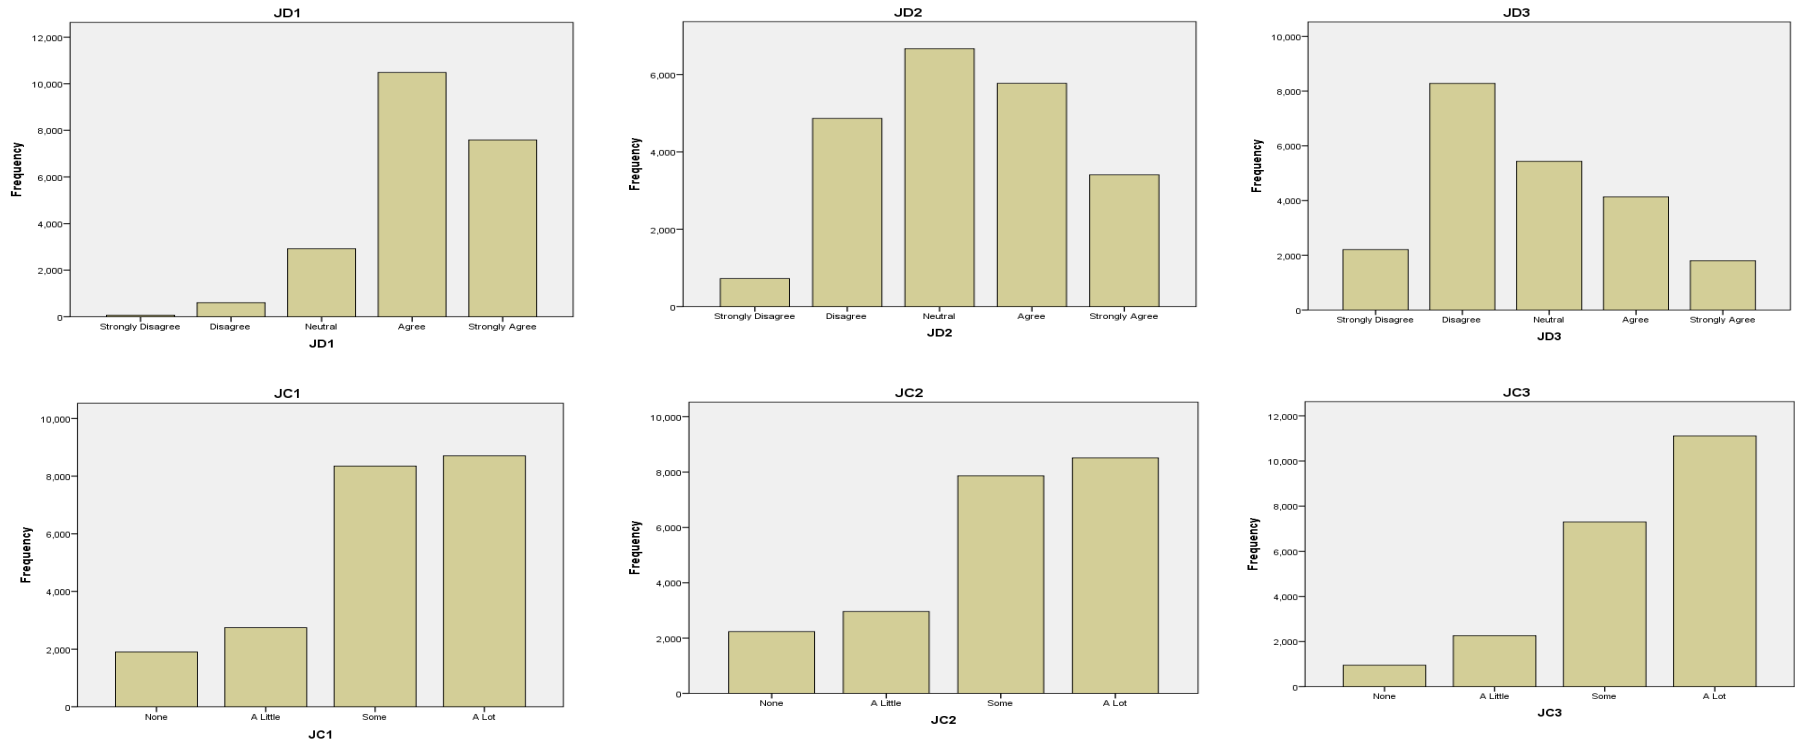 JD1
12,000
10,000
8,000
6,000
4,000
2,000
0
Frequency
Strongly Disagree Disagree Neutral Agree Strongly Agree
JD1
JD2
6,000
4,000
2,000
0
Frequency
Strongly Disagree Disagree Neutral Agree Strongly Agree
JD2
JD3
10,000
8,000
6,000
4,000
2,000
0
Frequency
Strongly Disagree Disagree Neutral Agree Strongly Agree
JD3
JC1
10,000
8,000
6,000
4,000
2,000
0
Frequency
None A Little Some A Lot
JC1
JC2
10,000
8,000
6,000
4,000
2,000
0
Frequency
None A Little Some A Lot
JC2
JC3
12,000
10,000
8,000
6,000
4,000
2,000
0
Frequency
None A Little Some A Lot
JC3